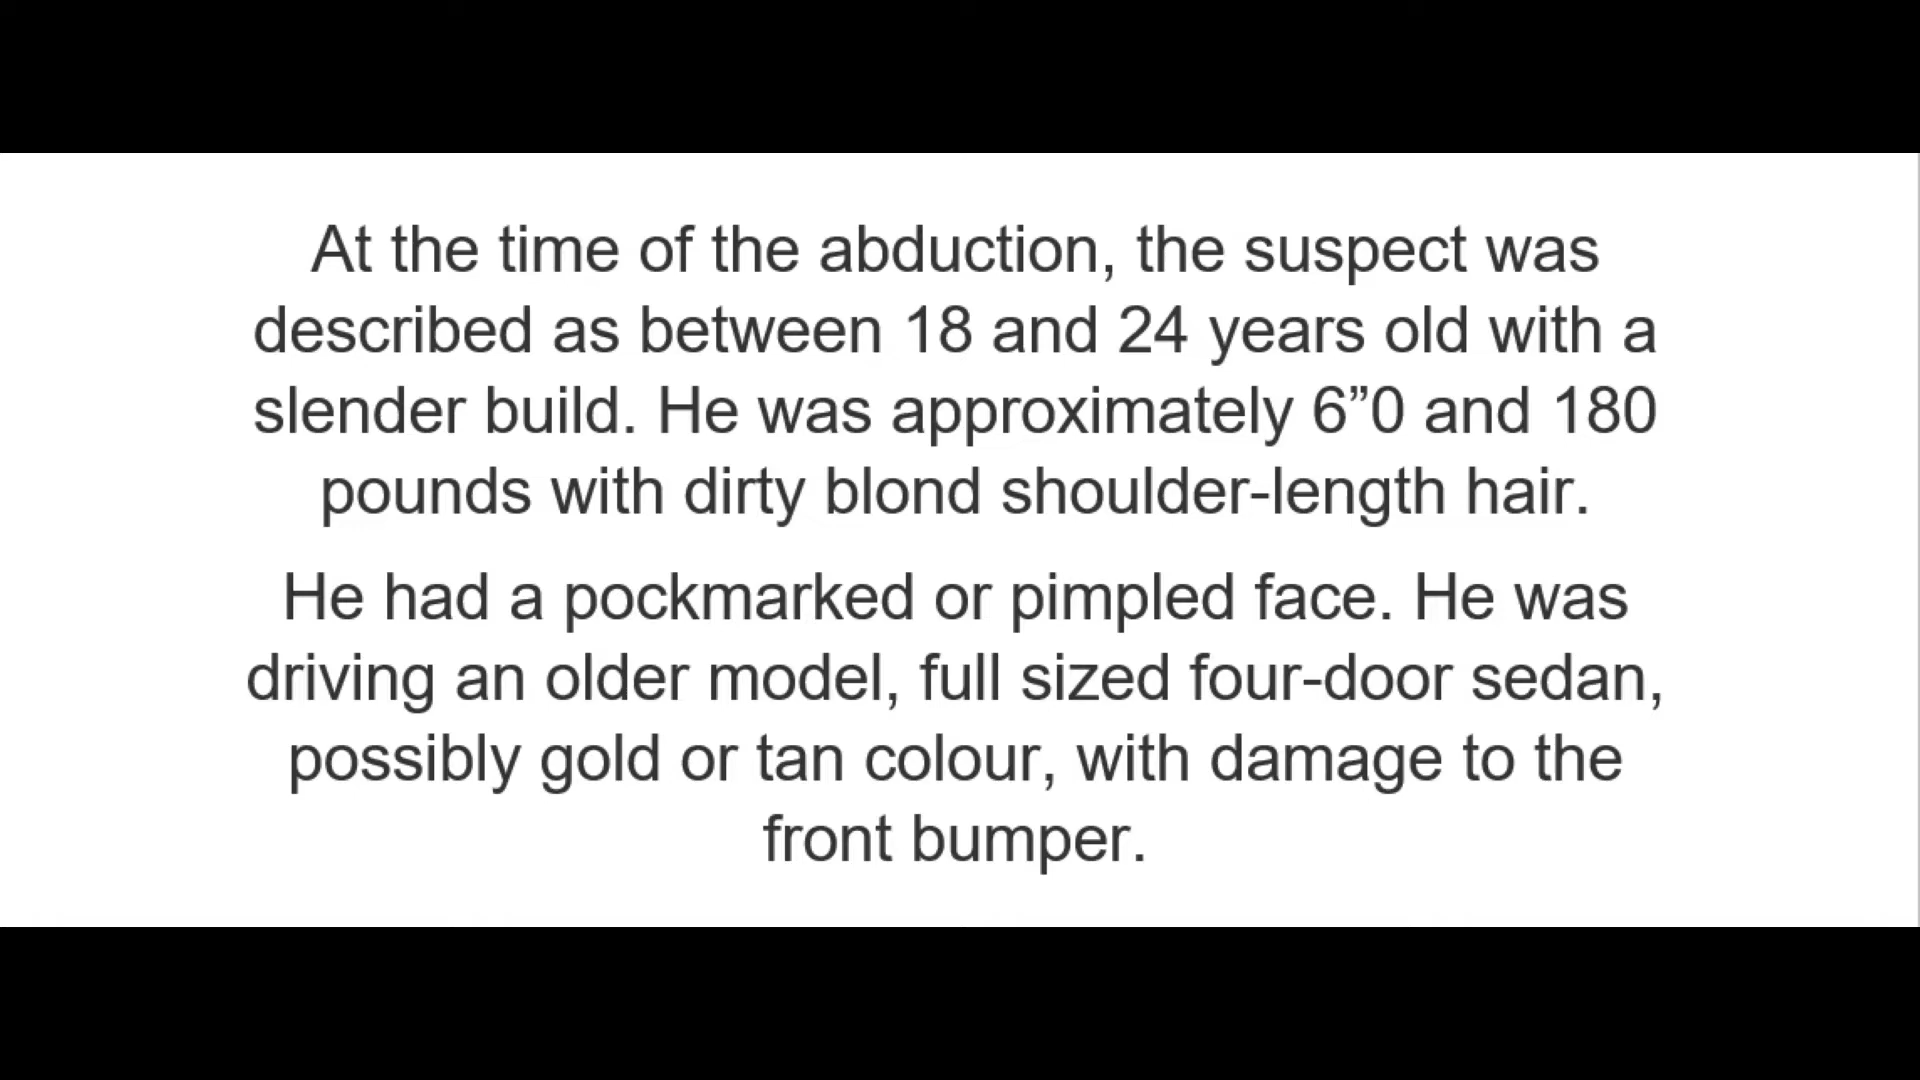 At the time of the abduction, the suspect was
described as between 18 and 24 years old with a
slender build. He was approximately 6”0 and 180
pounds with dirty blond shoulder-length hair.
He had a pockmarked or pimpled face. He was
driving an older model, full sized four-door sedan,
possibly gold or tan colour, with damage to the
front bumper.